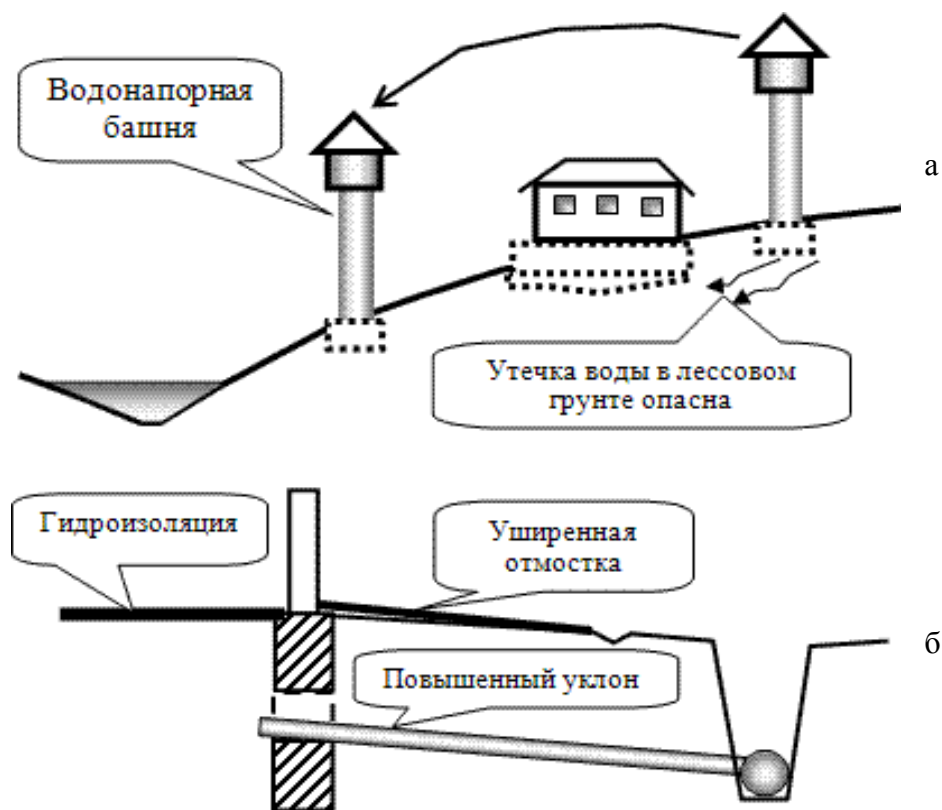 Водонапорная
башня
а
Утечка воды в лессовом
грунте опасна
Гидроизоляция
Уширенная
отмостка
б
Повышенный уклон